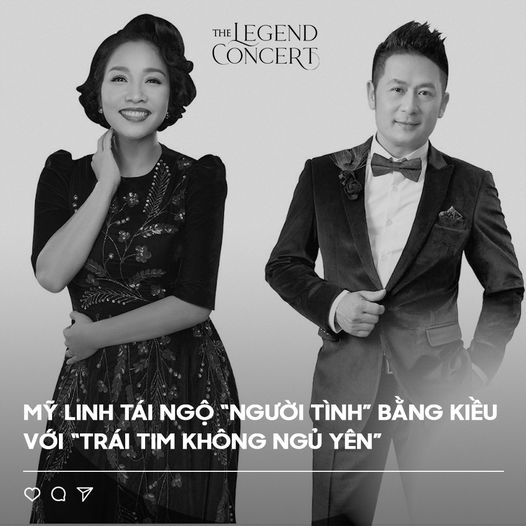 THE LEGEND
CONCERT
MỸ LINH TÁI NGỘ "NGƯỜI TÌNH" BẰNG KIỀU
VỚI "TRÁI TIM KHÔNG NGỦ YÊN"